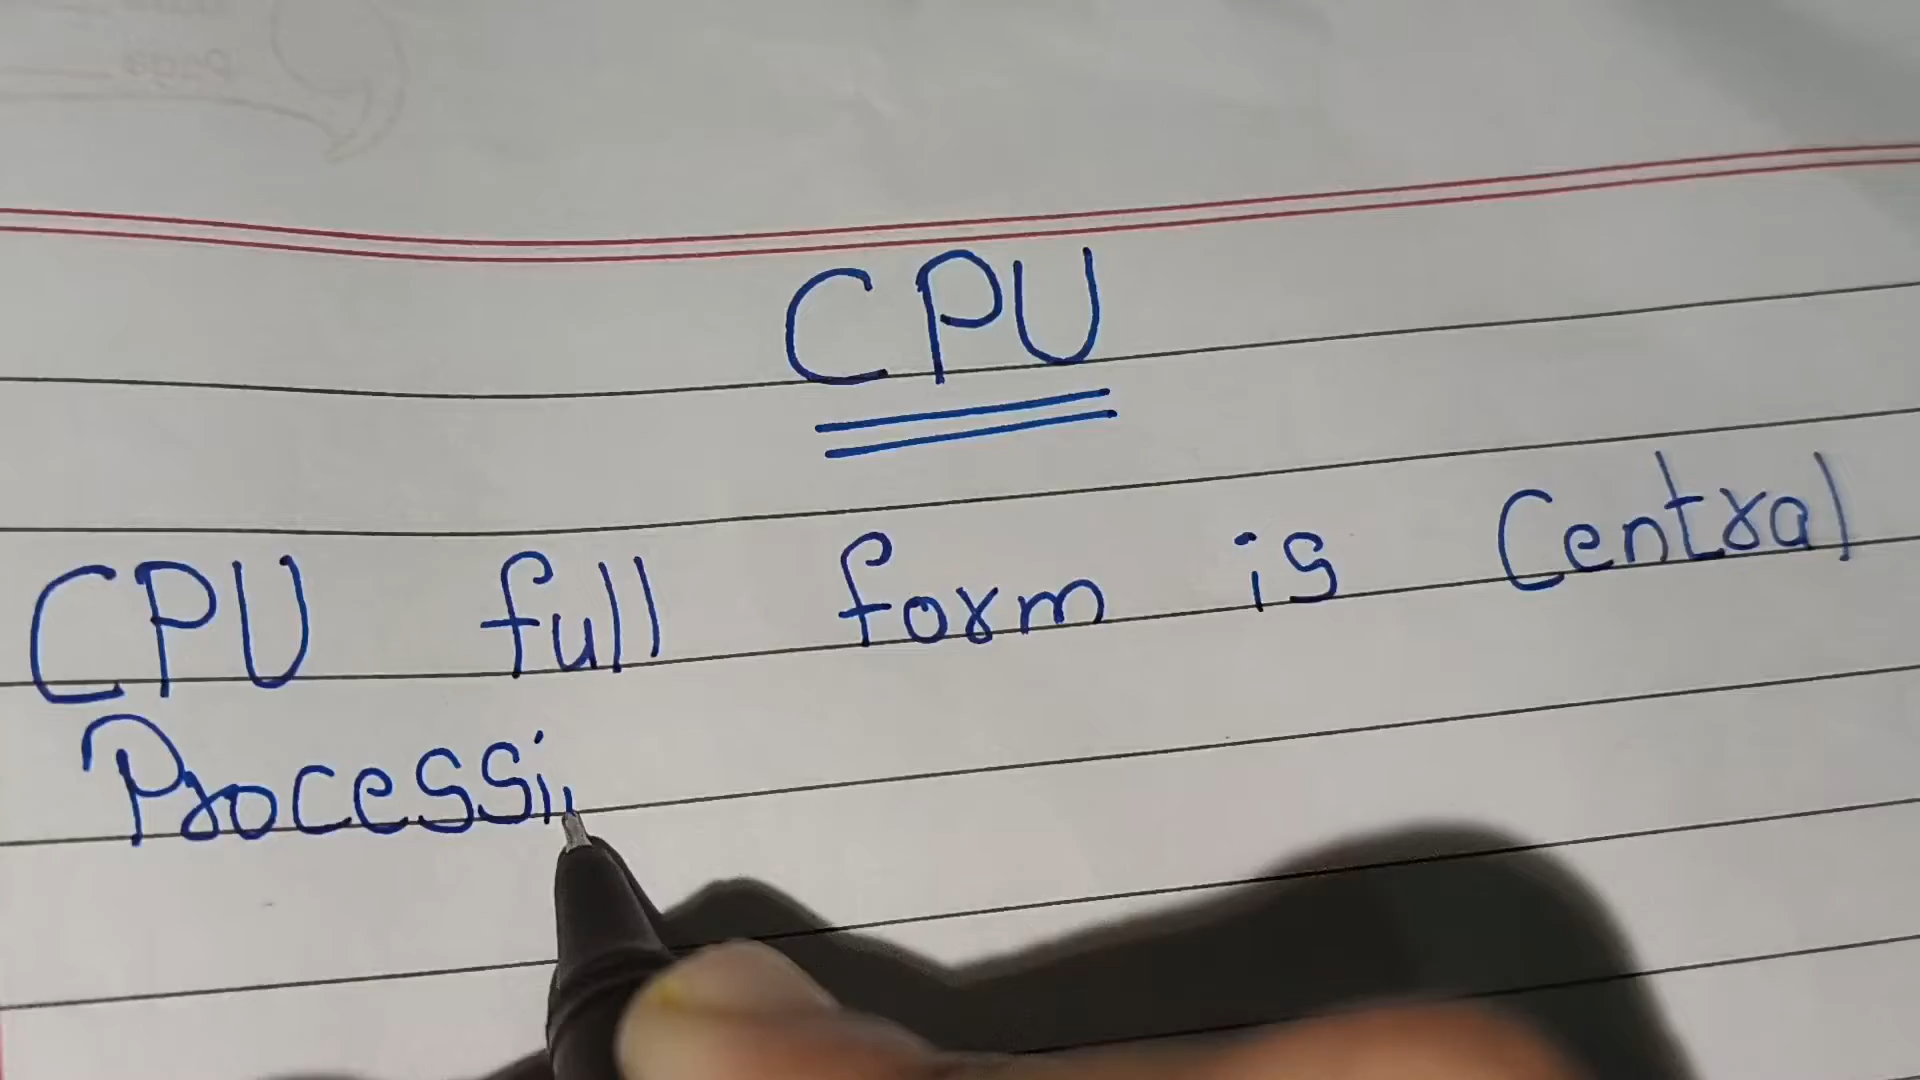 CPU
CPU full form is Central
Processi